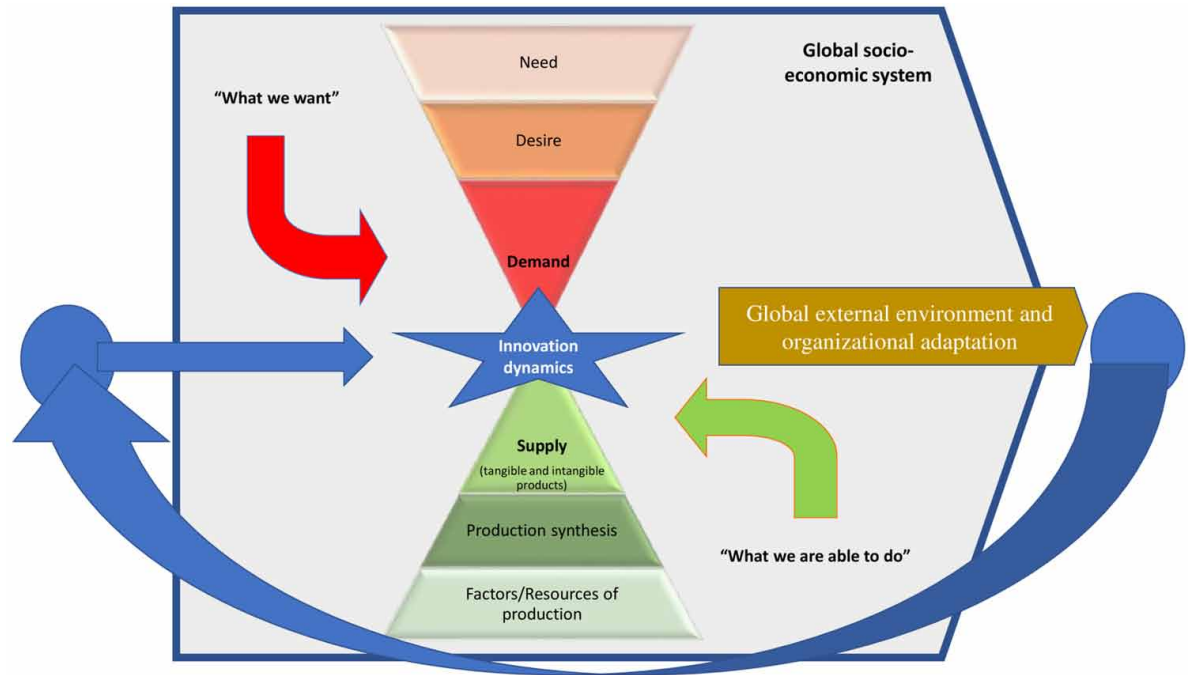 Need
Global socio-
economic system
“What we want”
Desire
Demand
Global external environment and
organizational adaptation
Innovation
dynamics
Supply
(tangible and intangible
products)
Production synthesis
“What we are able to do”
Factors/Resources of
production